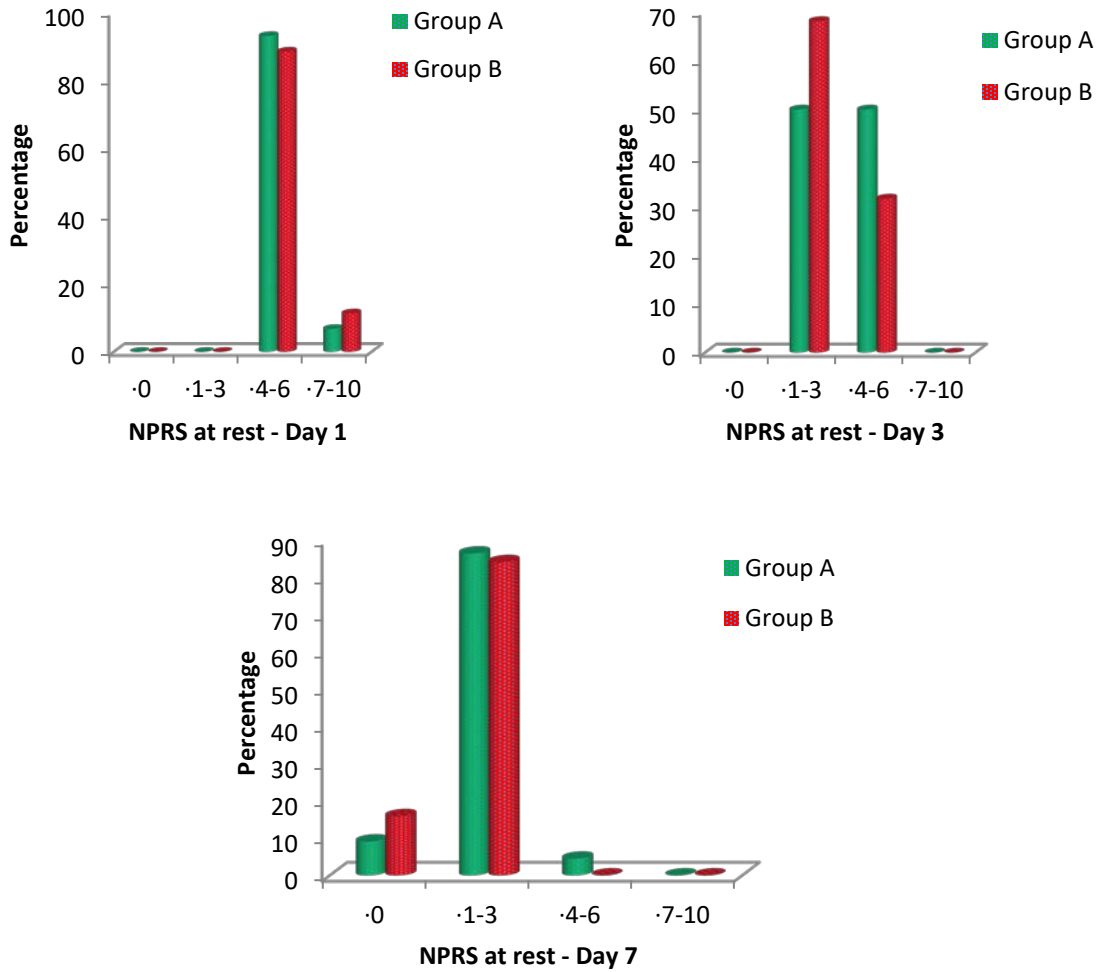 100
80
60
40
20
0
Percentage
·0 ·1-3 ·4-6 ·7-10
NPRS at rest - Day 1
Group A
Group B
70
60
50
40
30
20
10
0
Percentage
·0 ·1-3 ·4-6 ·7-10
NPRS at rest - Day 3
Group A
Group B
90
80
70
60
50
40
30
20
10
0
Percentage
·0 ·1-3 ·4-6 ·7-10
NPRS at rest - Day 7
Group A
Group B